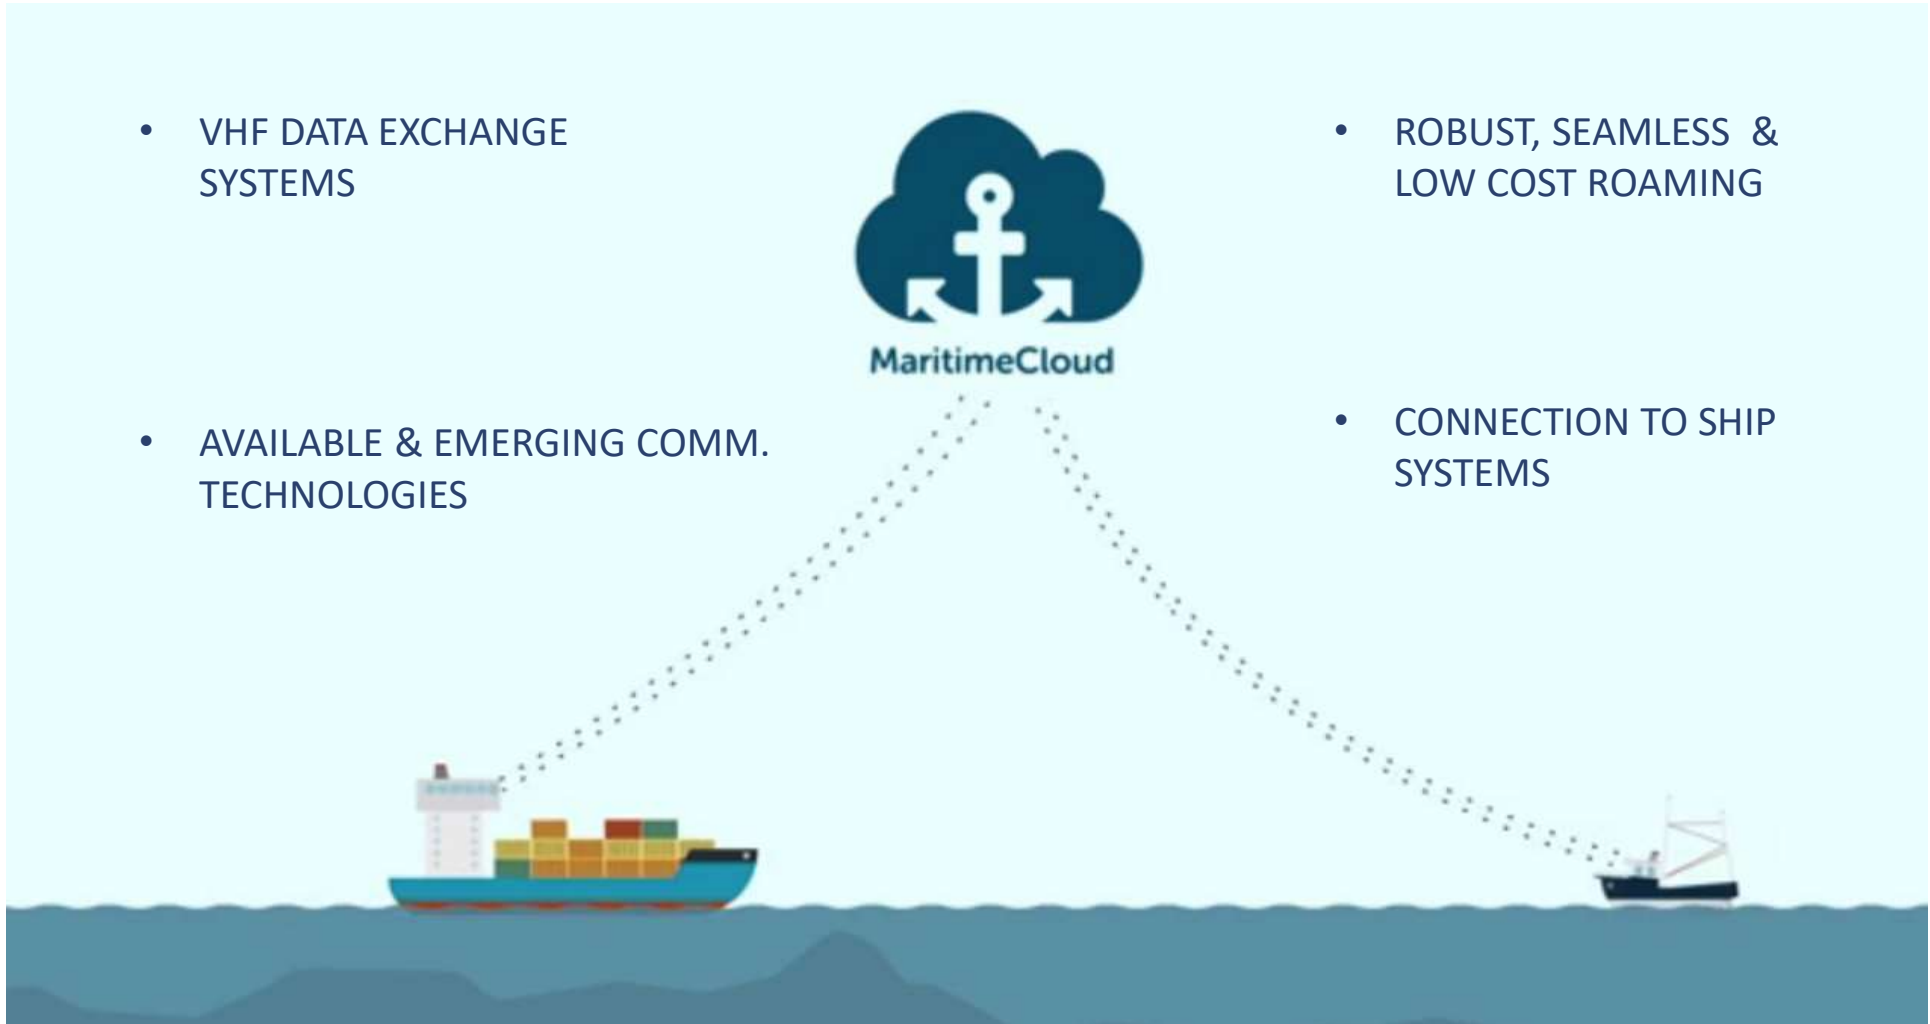 • VHF DATA EXCHANGE
SYSTEMS
• AVAILABLE & EMERGING COMM.
TECHNOLOGIES
MaritimeCloud
• ROBUST, SEAMLESS &
LOW COST ROAMING
• CONNECTION TO SHIP
SYSTEMS